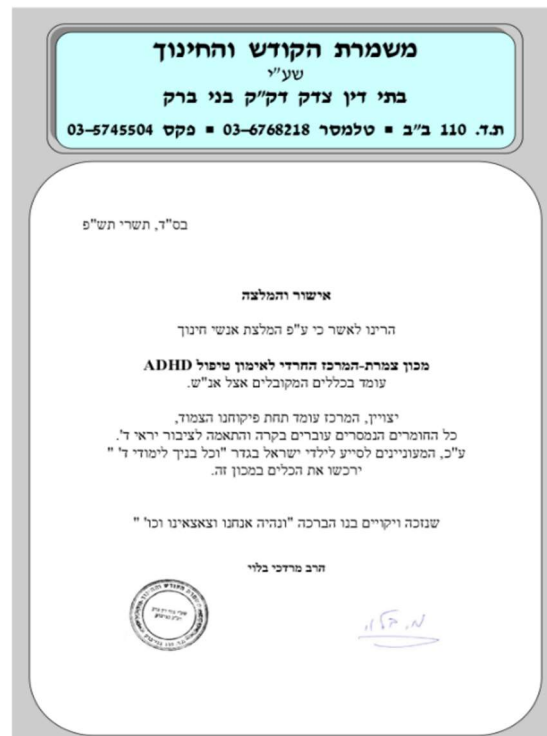 משמרת הקודש והחינוך
שע"י
בתי דין צדק דק"ק בני ברק
ת.ד. 110 ב"ב ▪ טלמסר 03-6768218 ▪ פקס 03-5745504
בס"ד, תשרי תש"פ
אישור והמלצה
הרינו לאשר כי ע"פ המלצת אנשי חינוך
מכון צמרת-המרכז החרדי לאימון טיפול ADHD
עומד בכללים המקובלים אצל אנ"ש.
יצויין, המרכז עומד תחת פיקוחנו הצמוד,
כל החומרים הנמסרים עוברים בקרה והתאמה לציבור יראי ד'.
ע"כ, המעוניינים לסייע לילדי ישראל בגדר "וכל בניך לימודי ד' "
ירכשו את הכלים במכון זה.
שנזכה ויקויים בנו הברכה "ונהיה אנחנו וצאצאינו וכו' "
הרב מרדכי בלוי
מ. בלוי